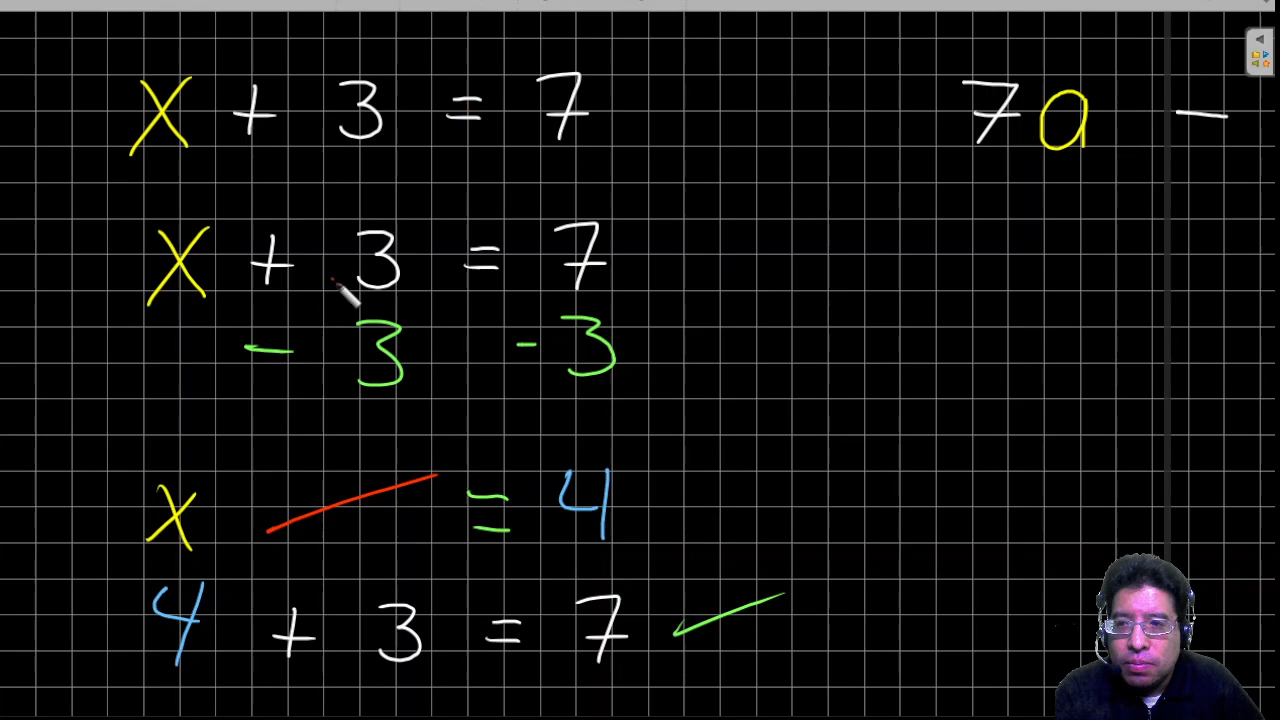 x + 3 = 7
7a -
x + 3 = 7
- 3 - 3
x = 4
4 + 3 = 7 ✓